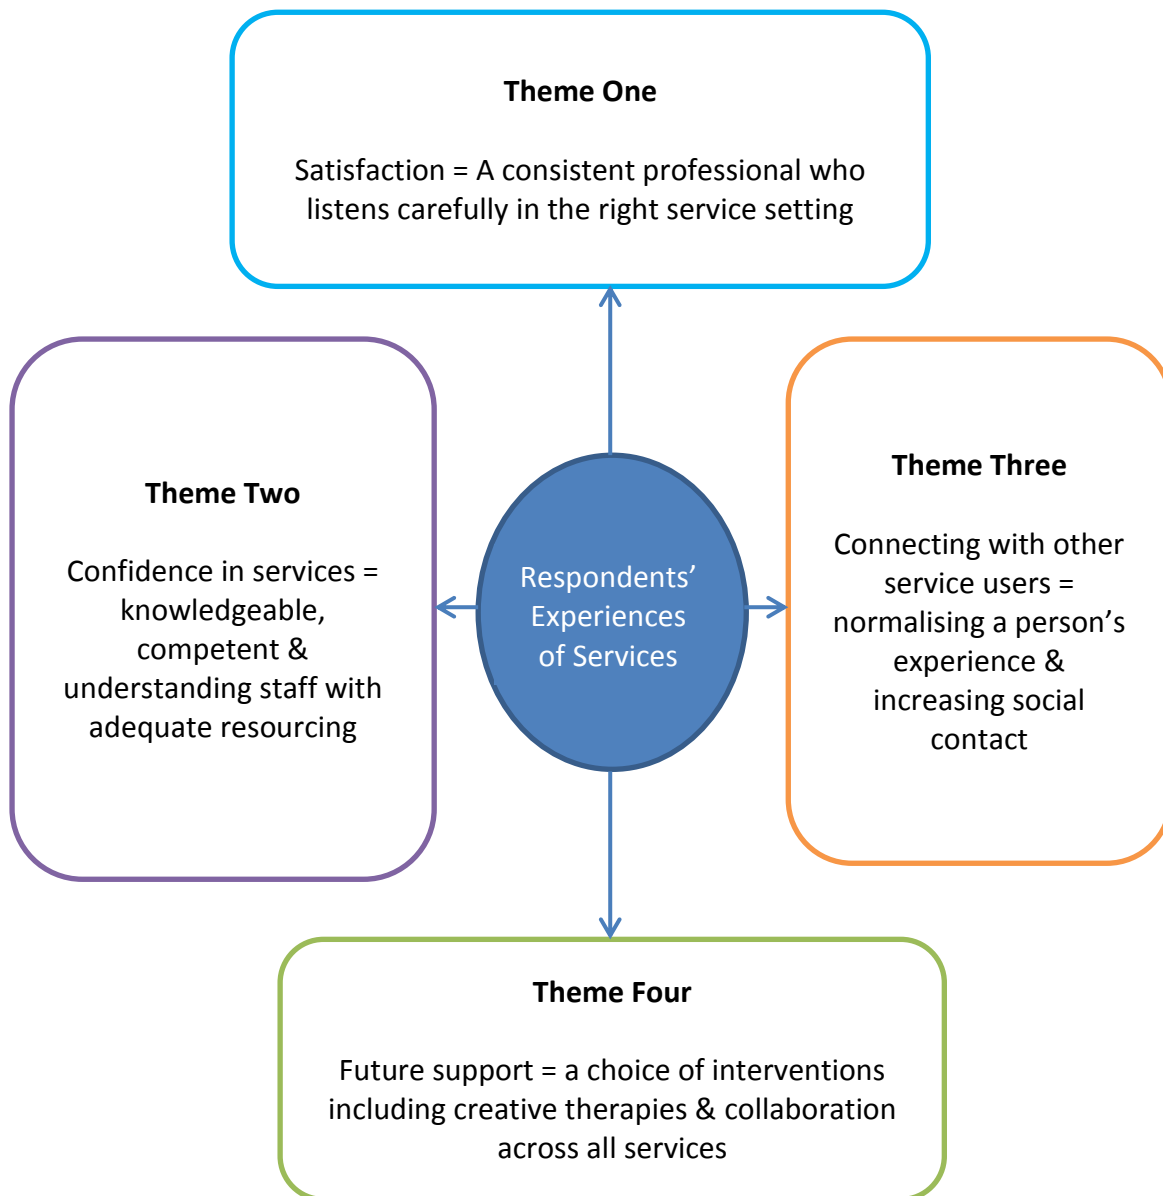 Theme One
Satisfaction = A consistent professional who
listens carefully in the right service setting
Theme Two
Confidence in services =
knowledgeable,
competent &
understanding staff with
adequate resourcing
Respondents’
Experiences
of Services
Theme Three
Connecting with other
service users =
normalising a person’s
experience &
increasing social
contact
Theme Four
Future support = a choice of interventions
including creative therapies & collaboration
across all services